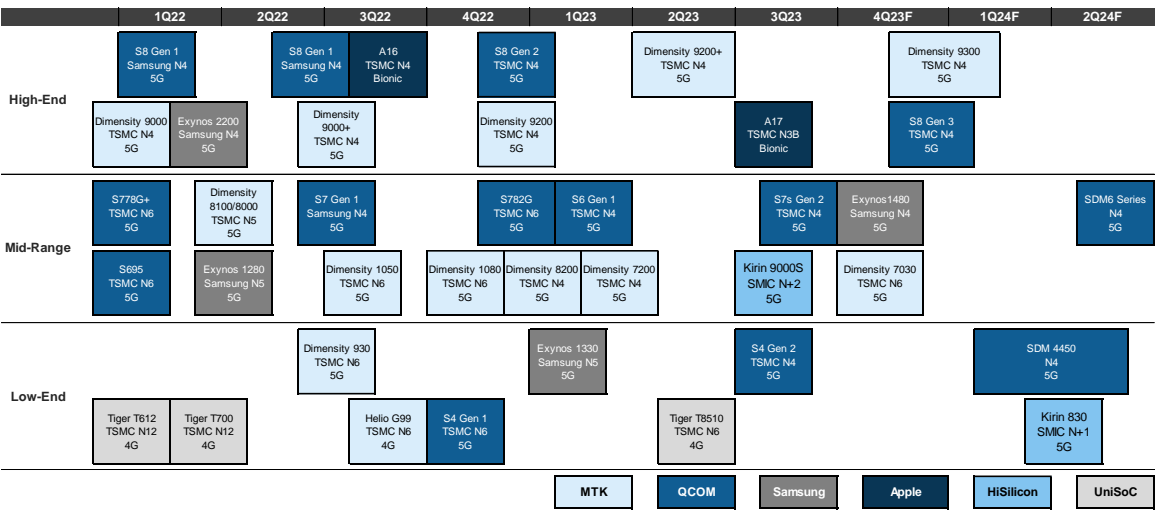 1Q22 2Q22 3Q22 4Q22 1Q23 2Q23 3Q23 4Q23F 1Q24F 2Q24F
High-End
S8 Gen 1
Samsung N4
5G
S8 Gen 1
Samsung N4
5G
A16
TSMC N4
Bionic
S8 Gen 2
TSMC N4
5G
Dimensity 9200+
TSMC N4
5G
Dimensity 9300
TSMC N4
5G
Dimensity 9000
TSMC N4
5G
Exynos 2200
Samsung N4
5G
Dimensity
9000+
TSMC N4
5G
Dimensity 9200
TSMC N4
5G
A17
TSMC N3B
Bionic
S8 Gen 3
TSMC N4
5G
Mid-Range
S778G+
TSMC N6
5G
Dimensity
8100/8000
TSMC N5
5G
S7 Gen 1
Samsung N4
5G
S782G
TSMC N6
5G
S6 Gen 1
TSMC N4
5G
S7s Gen 2
TSMC N4
5G
Exynos1480
Samsung N4
5G
SDM6 Series
N4
5G
S695
TSMC N6
5G
Exynos 1280
Samsung N5
5G
Dimensity 1050
TSMC N6
5G
Dimensity 1080
TSMC N6
5G
Dimensity 8200
TSMC N4
5G
Dimensity 7200
TSMC N4
5G
Kirin 9000S
SMIC N+2
5G
Dimensity 7030
TSMC N6
5G
Low-End
Dimensity 930
TSMC N6
5G
Exynos 1330
Samsung N5
5G
S4 Gen 2
TSMC N4
5G
SDM 4450
N4
5G
Tiger T612
TSMC N12
4G
Tiger T700
TSMC N12
4G
Helio G99
TSMC N6
4G
S4 Gen 1
TSMC N6
5G
Tiger T8510
TSMC N6
4G
Kirin 830
SMIC N+1
5G
MTK QCOM Samsung Apple HiSilicon UniSoC